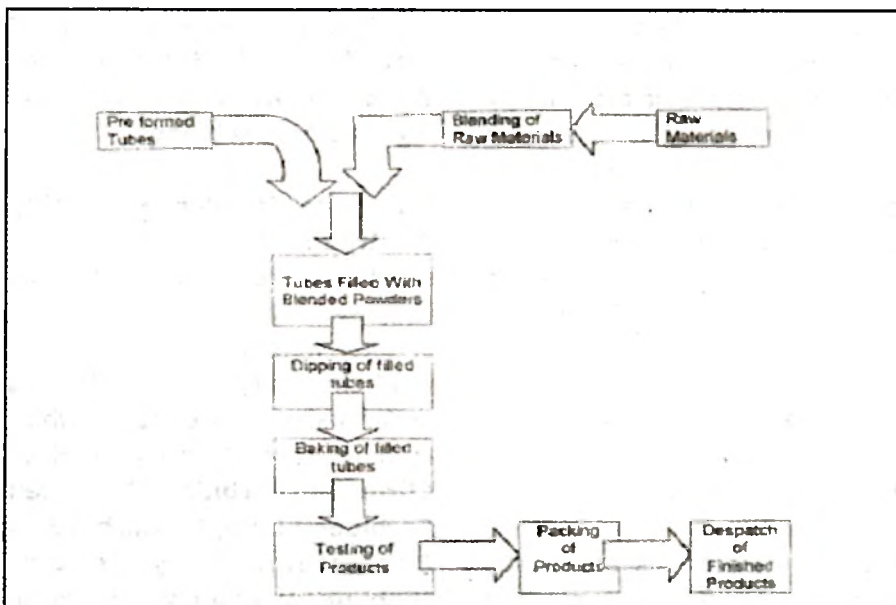 Pre formed
Tubes
Blending of
Raw Materials
Raw
Materials
Tubes Filled With
Blended Powders
Dipping of filled
tubes
Baking of filled
tubes
Testing of
Products
Packing
of
Products
Despatch
of
Finished
Products